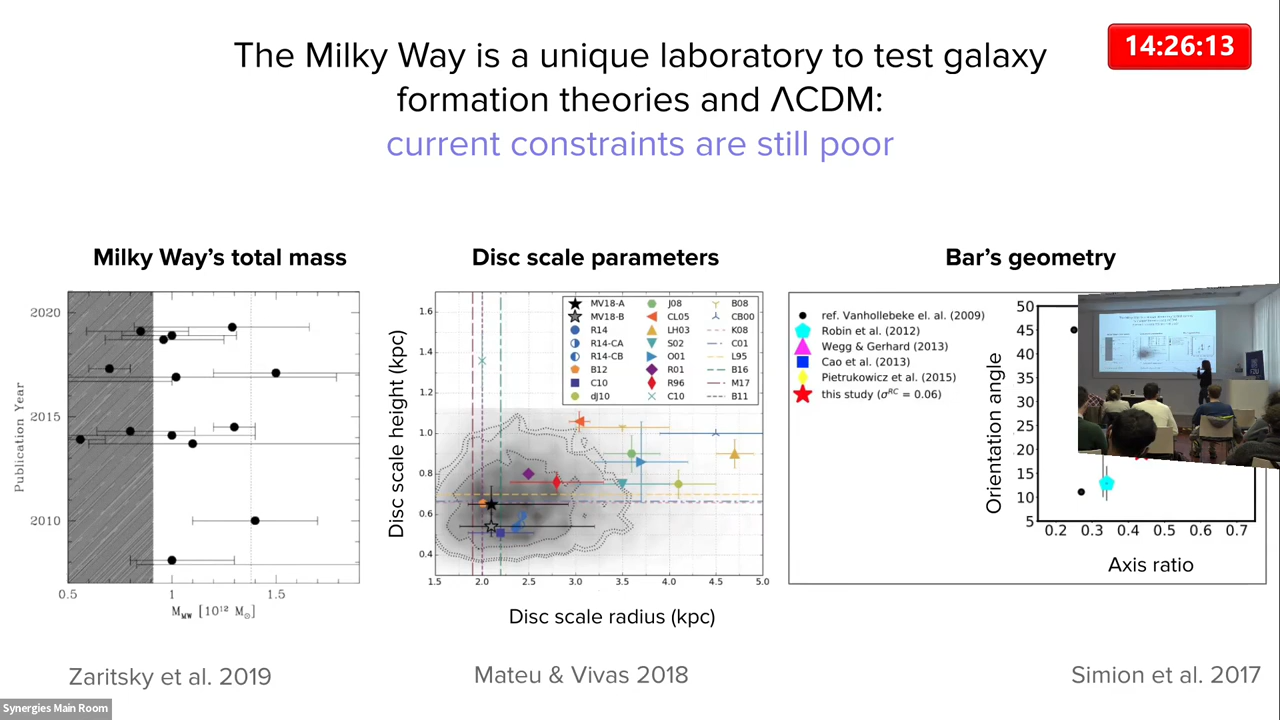 The Milky Way is a unique laboratory to test galaxy
formation theories and ΛCDM:
current constraints are still poor
14:26:13
Milky Way's total mass
2020
2015
2010
Publication Year
0.5
1
1.5
M_MW [10¹² M⊙]
Zaritsky et al. 2019
Disc scale parameters
MV18-A
MV18-B
R14
R14-CA
R14-CB
B12
C10
dJ10
J08
CL05
LH03
S02
O01
R01
R96
C10
B08
CB00
K08
C01
L95
B16
M17
B11
1.6
1.4
1.2
1.0
0.8
0.6
0.4
Disc scale height (kpc)
1.5
2.0
2.5
3.0
3.5
4.0
4.5
5.0
Disc scale radius (kpc)
Mateu & Vivas 2018
Bar's geometry
ref. Vanhollebeke el. al. (2009)
Robin et al. (2012)
Wegg & Gerhard (2013)
Cao et al. (2013)
Pietrukowicz et al. (2015)
this study (σ^RC = 0.06)
50
45
40
35
30
25
20
15
10
5
Orientation angle
0.2
0.3
0.4
0.5
0.6
0.7
Axis ratio
Simion et al. 2017
Synergies Main Room